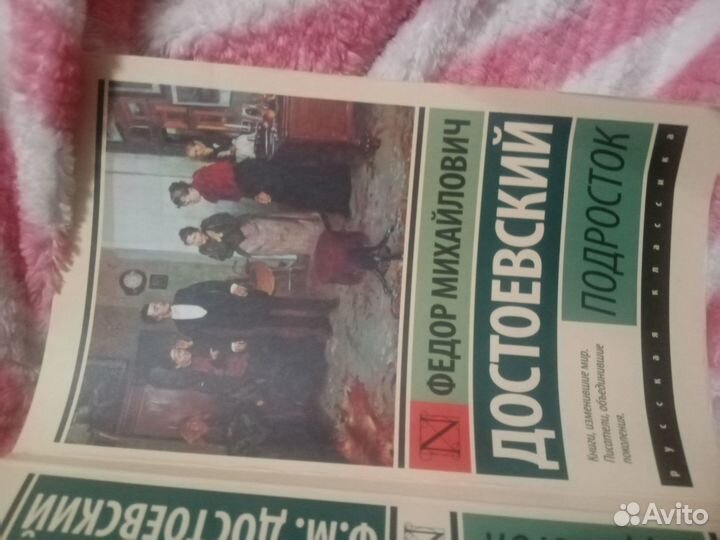 ФЕДОР МИХАЙЛОВИЧ
ДОСТОЕВСКИЙ
ПОДРОСТОК
Книги, изменившие мир.
Писатели, объединившие
поколения.
русская классика
N
Ф.М. ДОСТОЕВСКИЙ
Avito